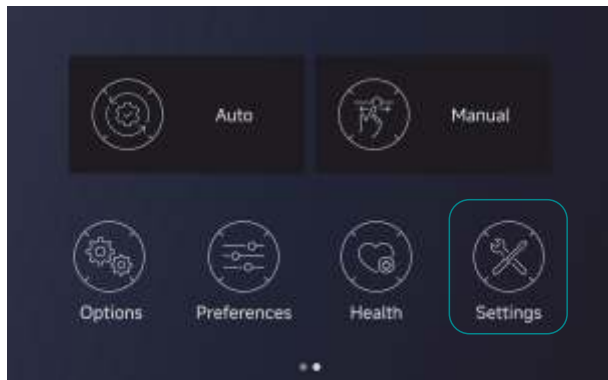 Auto
Manual
Options
Preferences
Health
Settings